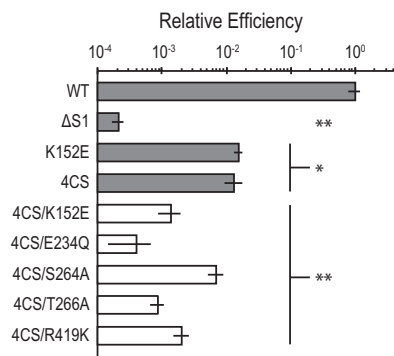 Relative Efficiency
10⁻⁴ 10⁻³ 10⁻² 10⁻¹ 10⁰
WT
ΔS1 **
K152E
*
4CS
4CS/K152E
4CS/E234Q
4CS/S264A **
4CS/T266A
4CS/R419K